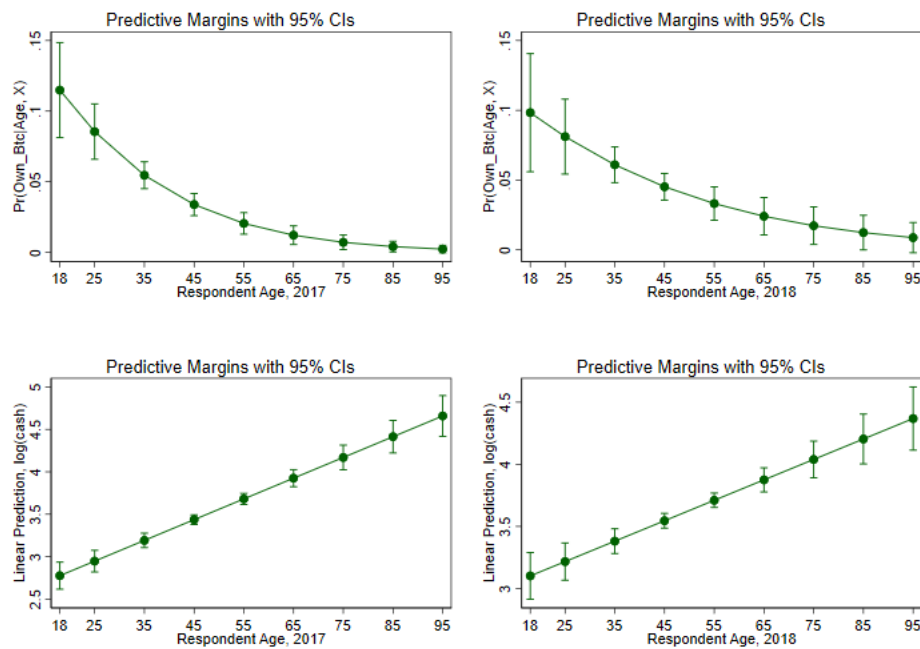 Predictive Margins with 95% CIs
Pr(Own_Btc|Age, X)
.15
.1
.05
0
18 25 35 45 55 65 75 85 95
Respondent Age, 2017
Predictive Margins with 95% CIs
Pr(Own_Btc|Age, X)
.15
.1
.05
0
18 25 35 45 55 65 75 85 95
Respondent Age, 2018
Predictive Margins with 95% CIs
Linear Prediction, log(cash)
5
4.5
4
3.5
3
2.5
18 25 35 45 55 65 75 85 95
Respondent Age, 2017
Predictive Margins with 95% CIs
Linear Prediction, log(cash)
4.5
4
3.5
3
18 25 35 45 55 65 75 85 95
Respondent Age, 2018